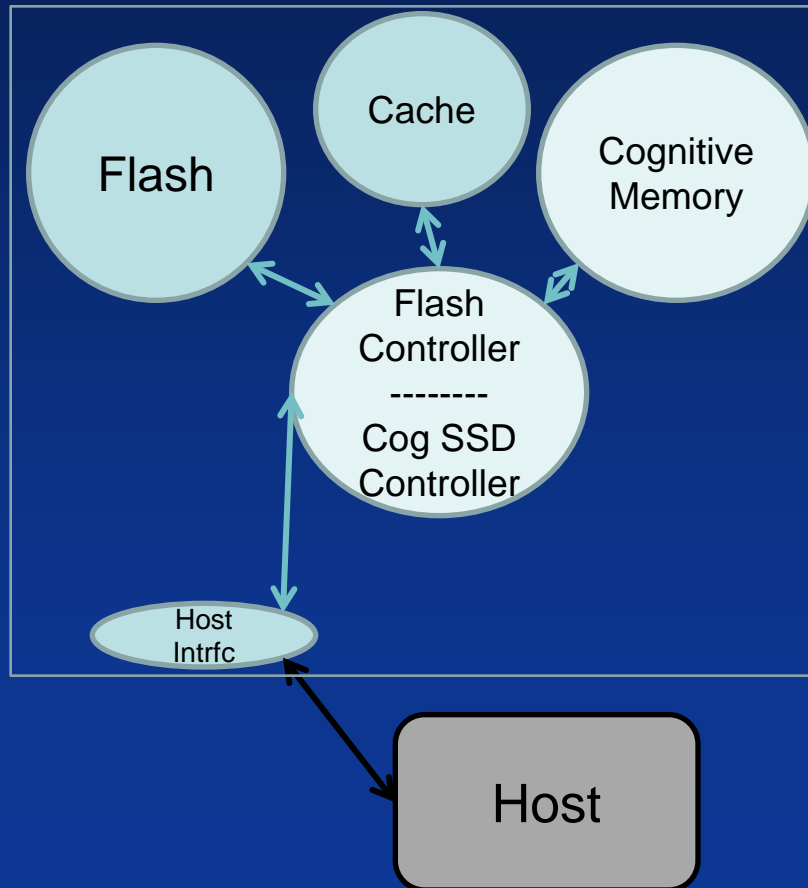 Flash
Cache
Cognitive
Memory
Flash
Controller
--------
Cog SSD
Controller
Host
Intrfc
Host